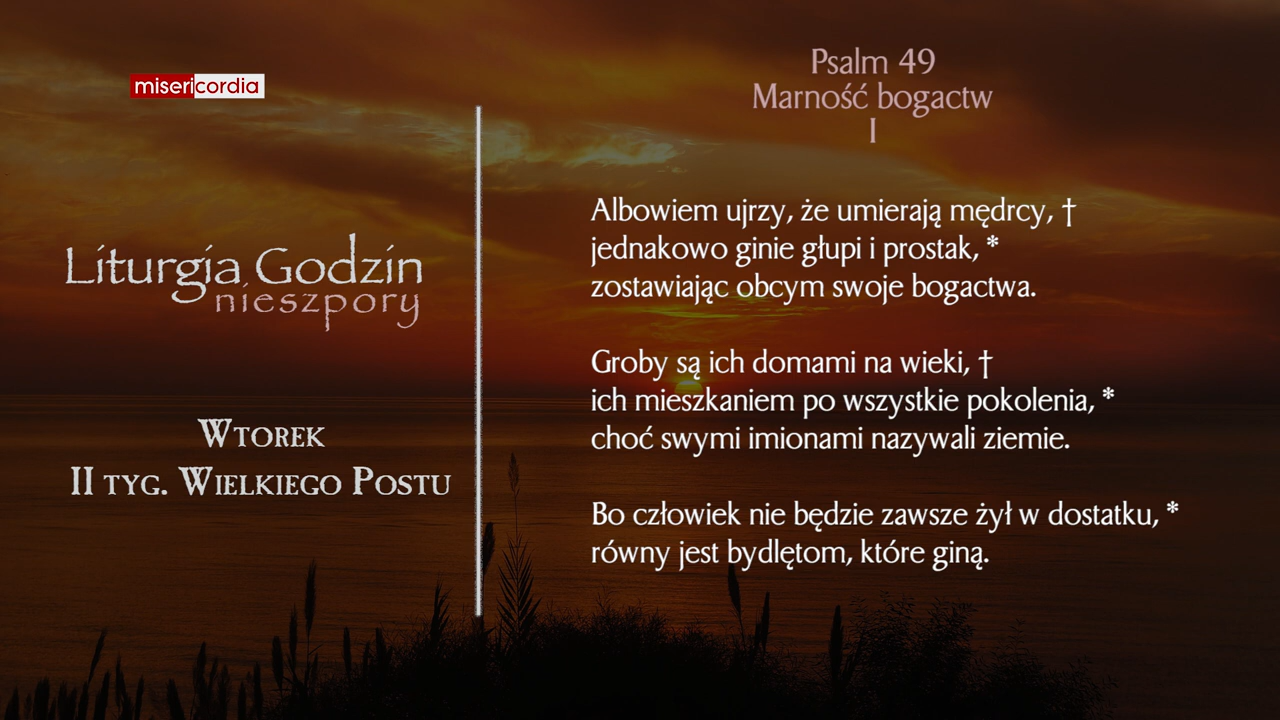 misericordia
Liturgia Godzin
nieszpory
Wtorek
II tyg. Wielkiego Postu
Psalm 49
Marność bogactw
I
Albowiem ujrzy, że umierają mędrcy, †
jednakowo ginie głupi i prostak, *
zostawiając obcym swoje bogactwa.
Groby są ich domami na wieki, †
ich mieszkaniem po wszystkie pokolenia, *
choć swymi imionami nazywali ziemie.
Bo człowiek nie będzie zawsze żył w dostatku, *
równy jest bydlętom, które giną.